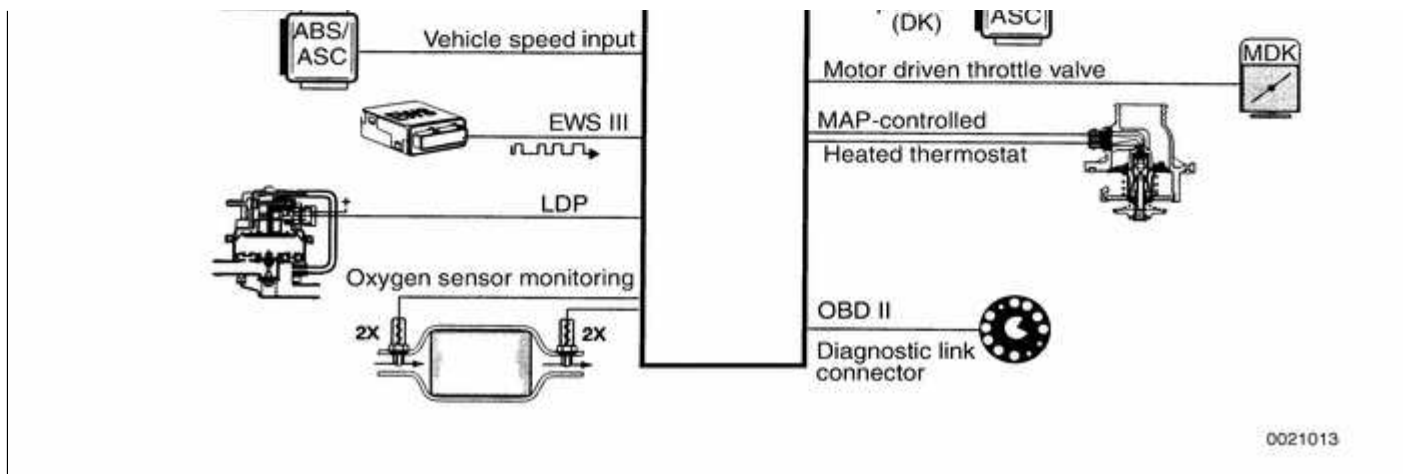 ABS/
ASC
Vehicle speed input
(DK)
ASC
Motor driven throttle valve
MDK
EWS
EWS III
MAP-controlled
Heated thermostat
LDP
+
Oxygen sensor monitoring
2X
2X
OBD II
Diagnostic link
connector
0021013